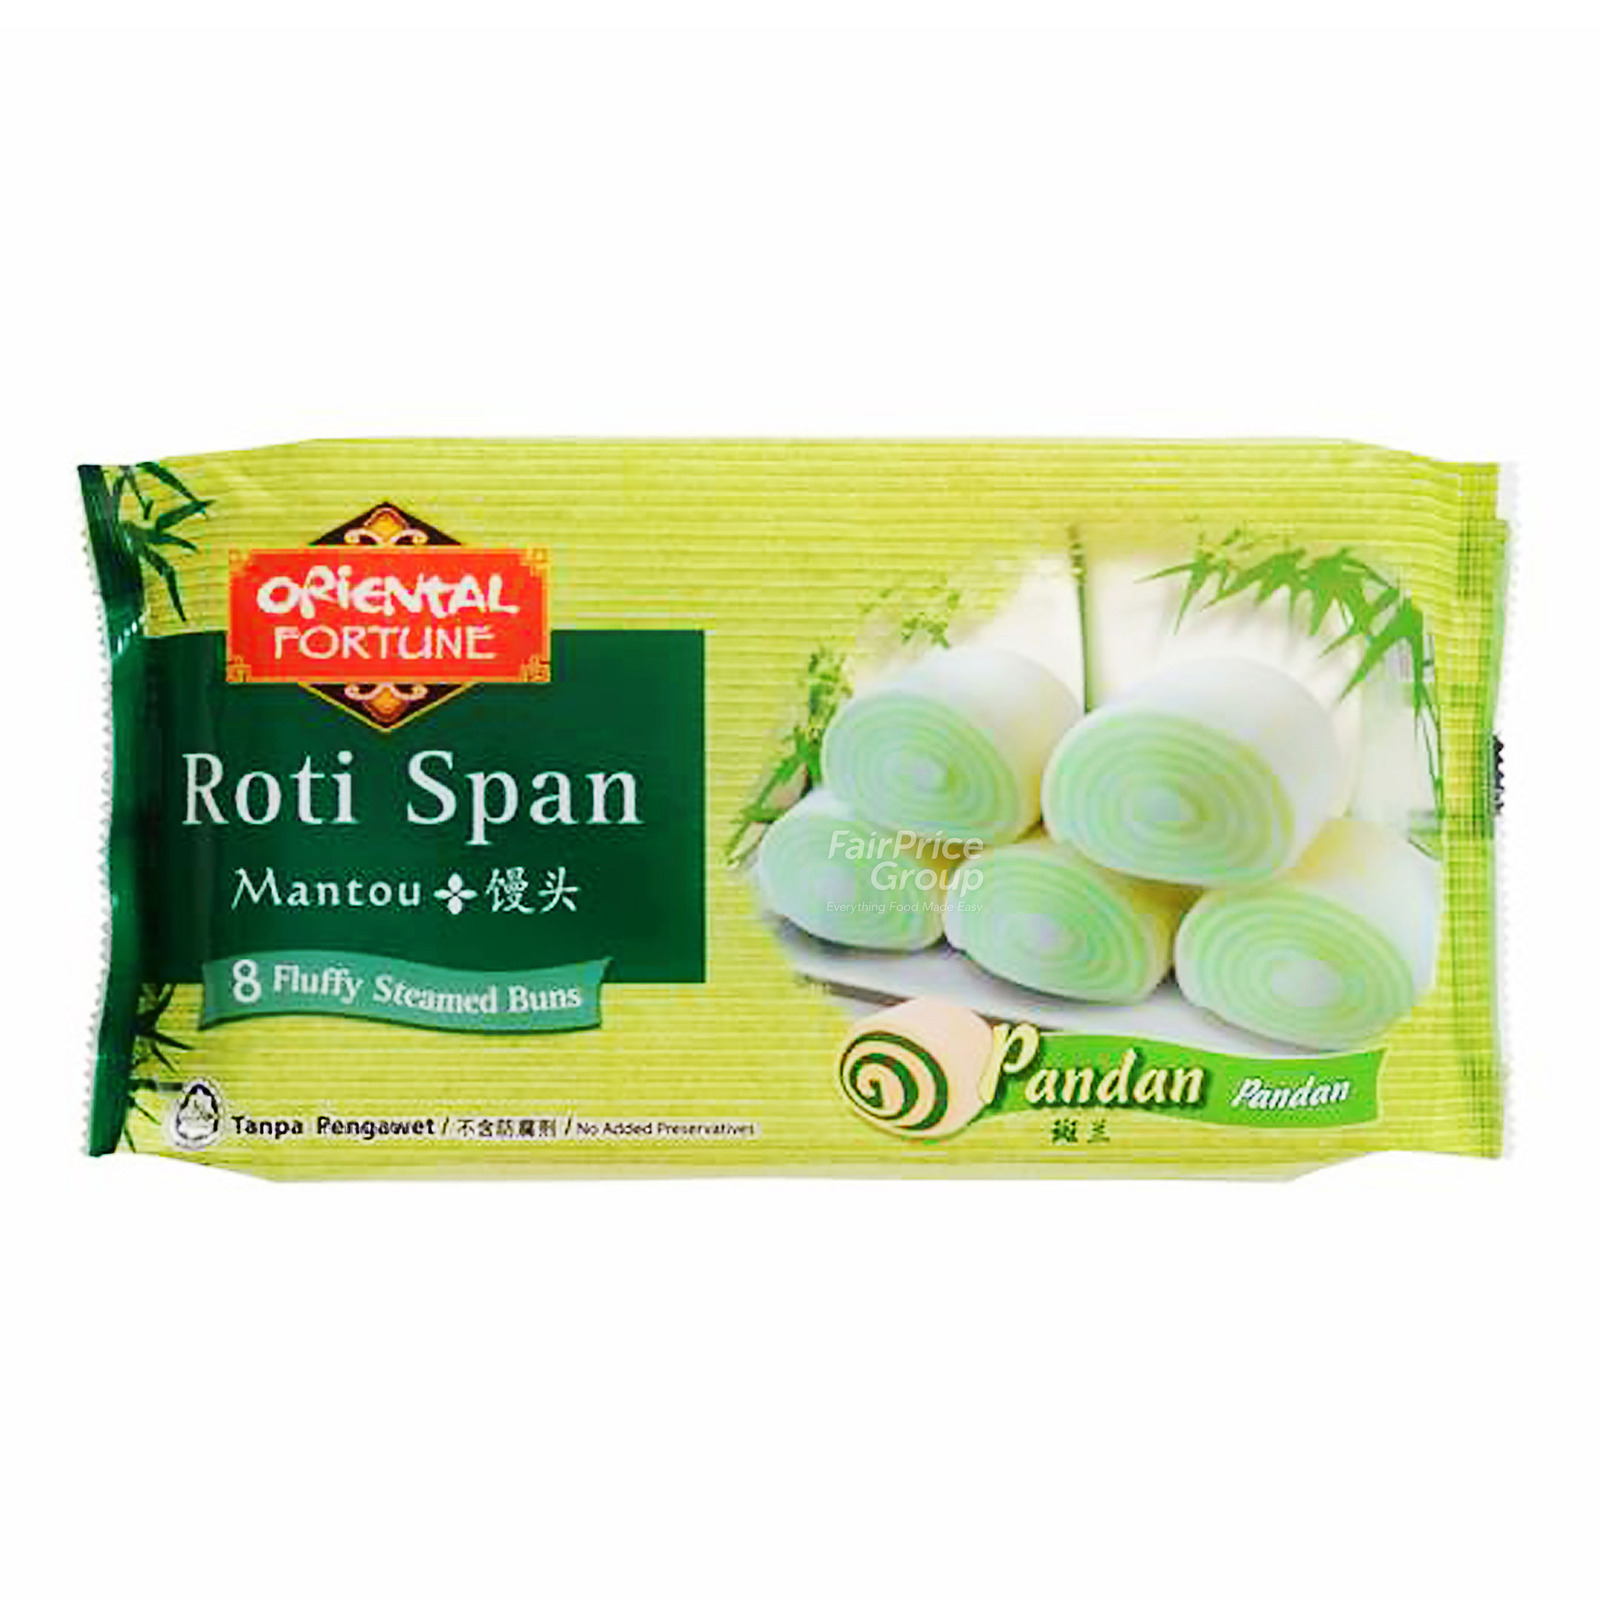 ORIENTAL
FORTUNE
Roti Span
Mantou 馒头
8 Fluffy Steamed Buns
Tanpa Pengawet / 不含防腐剂 / No Added Preservatives
FairPrice
Group
Everything Food Made Easy
Pandan Pandan
斑兰